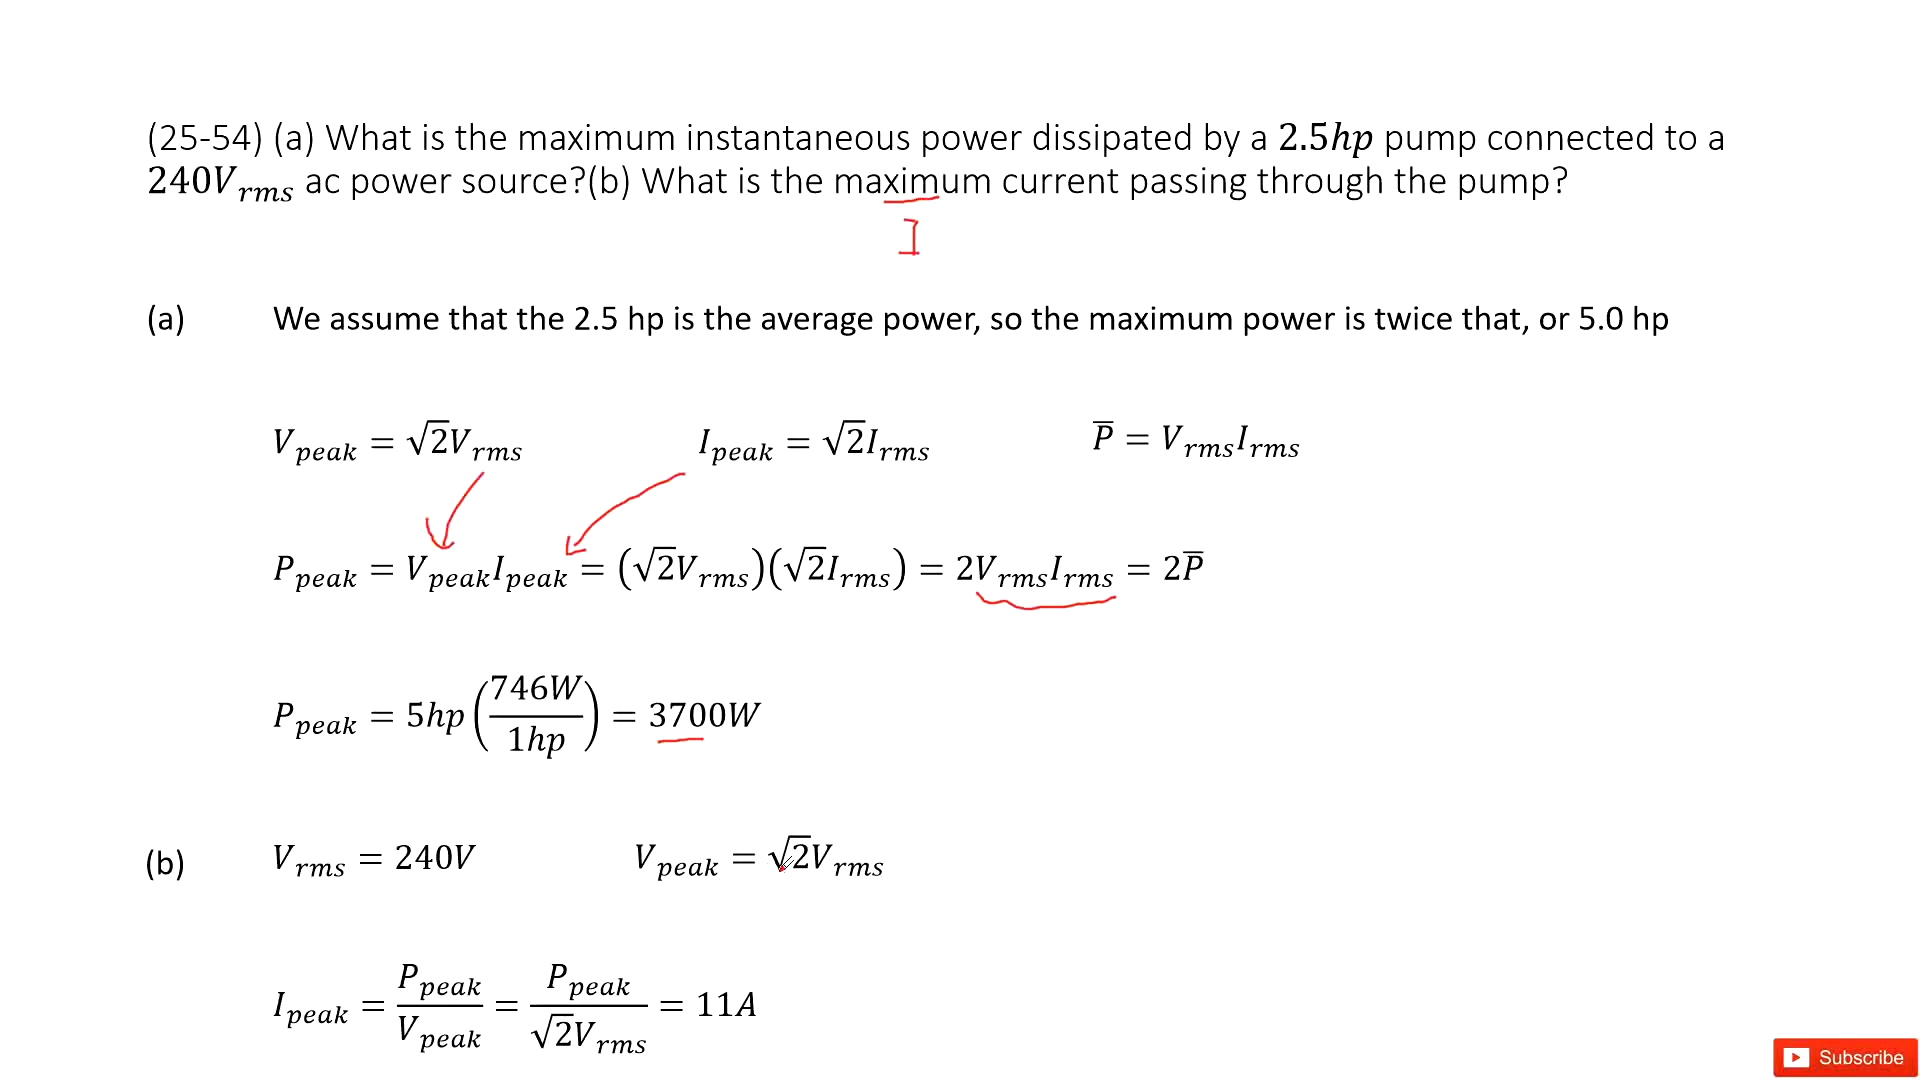 (25-54) (a) What is the maximum instantaneous power dissipated by a 2.5hp pump connected to a
240V_rms ac power source?(b) What is the maximum current passing through the pump?
I
(a) We assume that the 2.5 hp is the average power, so the maximum power is twice that, or 5.0 hp
V_peak = √2V_rms I_peak = √2I_rms P̅ = V_rms I_rms
P_peak = V_peak I_peak = (√2V_rms)(√2I_rms) = 2V_rms I_rms = 2P̅
P_peak = 5hp (746W/1hp) = 3700W
(b) V_rms = 240V V_peak = √2V_rms
I_peak = P_peak/V_peak = P_peak/√2V_rms = 11A
Subscribe